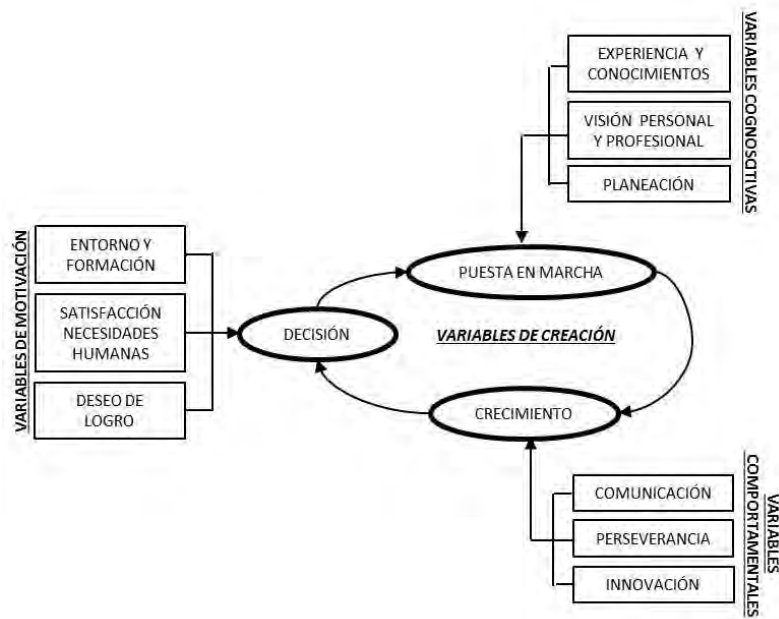 EXPERIENCIA Y
CONOCIMIENTOS
VISIÓN PERSONAL
Y PROFESIONAL
PLANEACIÓN
VARIABLES COGNOSCITIVAS
VARIABLES DE MOTIVACIÓN
ENTORNO Y
FORMACIÓN
SATISFACCIÓN
NECESIDADES
HUMANAS
DESEO DE
LOGRO
DECISIÓN
PUESTA EN MARCHA
VARIABLES DE CREACIÓN
CRECIMIENTO
COMUNICACIÓN
PERSEVERANCIA
INNOVACIÓN
VARIABLES
COMPORTAMENTALES